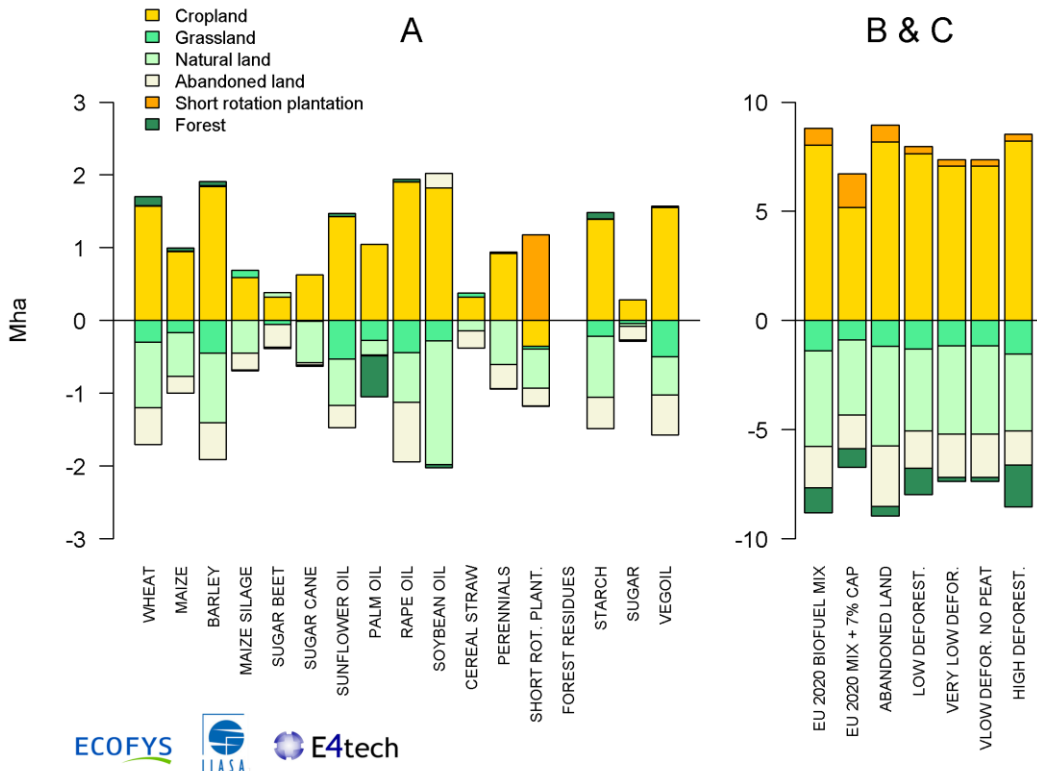 Cropland
Grassland
Natural land
Abandoned land
Short rotation plantation
Forest
A
B & C
Mha
3
2
1
0
-1
-2
-3
10
5
0
-5
-10
WHEAT
MAIZE
BARLEY
MAIZE SILAGE
SUGAR BEET
SUGAR CANE
SUNFLOWER OIL
PALM OIL
RAPE OIL
SOYBEAN OIL
CEREAL STRAW
PERENNIALS
SHORT ROT. PLANT.
FOREST RESIDUES
STARCH
SUGAR
VEGOIL
EU 2020 BIOFUEL MIX
EU 2020 MIX + 7% CAP
ABANDONED LAND
LOW DEFOREST.
VERY LOW DEFOR.
VLOW DEFOR. NO PEAT
HIGH DEFOREST.
ECOFYS
IIASA
E4tech